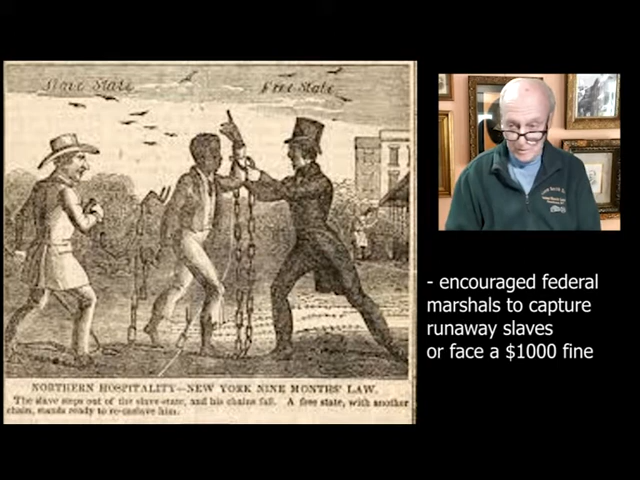 Slave State
Free State
NORTHERN HOSPITALITY—NEW YORK NINE MONTHS' LAW.
The slave steps out of the slave-state, and his chains fall. A free state, with another
chain, stands ready to re-enslave him.
- encouraged federal
marshals to capture
runaway slaves
or face a $1000 fine